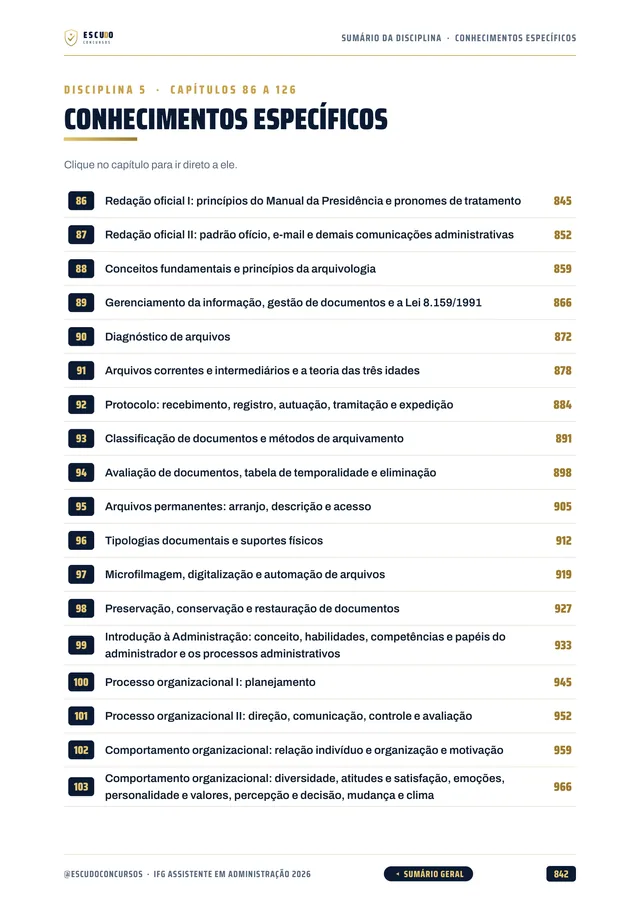 ESCUDO
CONCURSOS
SUMÁRIO DA DISCIPLINA · CONHECIMENTOS ESPECÍFICOS
DISCIPLINA 5 · CAPÍTULOS 86 A 126
CONHECIMENTOS ESPECÍFICOS
Clique no capítulo para ir direto a ele.
86 Redação oficial I: princípios do Manual da Presidência e pronomes de tratamento 845
87 Redação oficial II: padrão ofício, e-mail e demais comunicações administrativas 852
88 Conceitos fundamentais e princípios da arquivologia 859
89 Gerenciamento da informação, gestão de documentos e a Lei 8.159/1991 866
90 Diagnóstico de arquivos 872
91 Arquivos correntes e intermediários e a teoria das três idades 878
92 Protocolo: recebimento, registro, autuação, tramitação e expedição 884
93 Classificação de documentos e métodos de arquivamento 891
94 Avaliação de documentos, tabela de temporalidade e eliminação 898
95 Arquivos permanentes: arranjo, descrição e acesso 905
96 Tipologias documentais e suportes físicos 912
97 Microfilmagem, digitalização e automação de arquivos 919
98 Preservação, conservação e restauração de documentos 927
99 Introdução à Administração: conceito, habilidades, competências e papéis do
administrador e os processos administrativos 933
100 Processo organizacional I: planejamento 945
101 Processo organizacional II: direção, comunicação, controle e avaliação 952
102 Comportamento organizacional: relação indivíduo e organização e motivação 959
103 Comportamento organizacional: diversidade, atitudes e satisfação, emoções,
personalidade e valores, percepção e decisão, mudança e clima 966
@ESCUDOCONCURSOS · IFG ASSISTENTE EM ADMINISTRAÇÃO 2026
SUMÁRIO GERAL
842